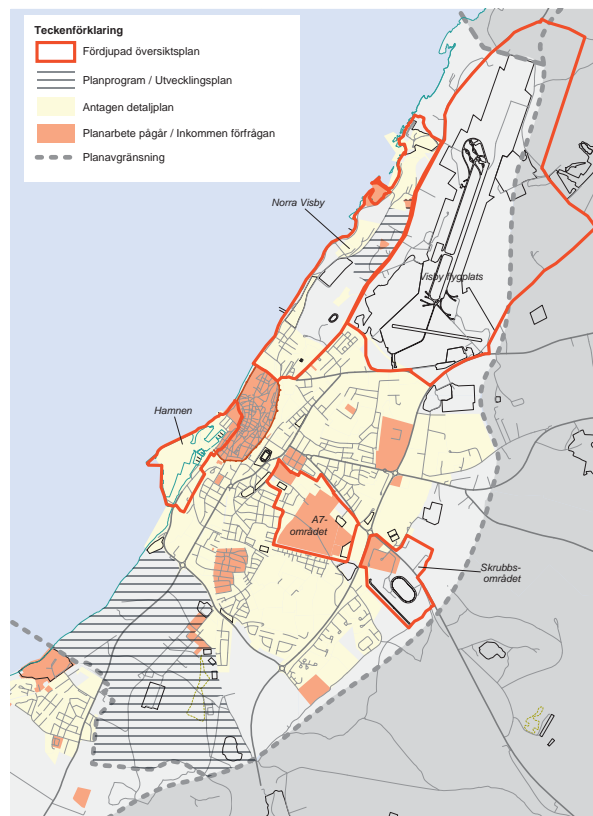 Teckenförklaring
Fördjupad översiktsplan
Planprogram / Utvecklingsplan
Antagen detaljplan
Planarbete pågår / Inkommen förfrågan
Planavgränsning
Norra Visby
Visby flygplats
Hamnen
A7-
området
Skrubbs-
området